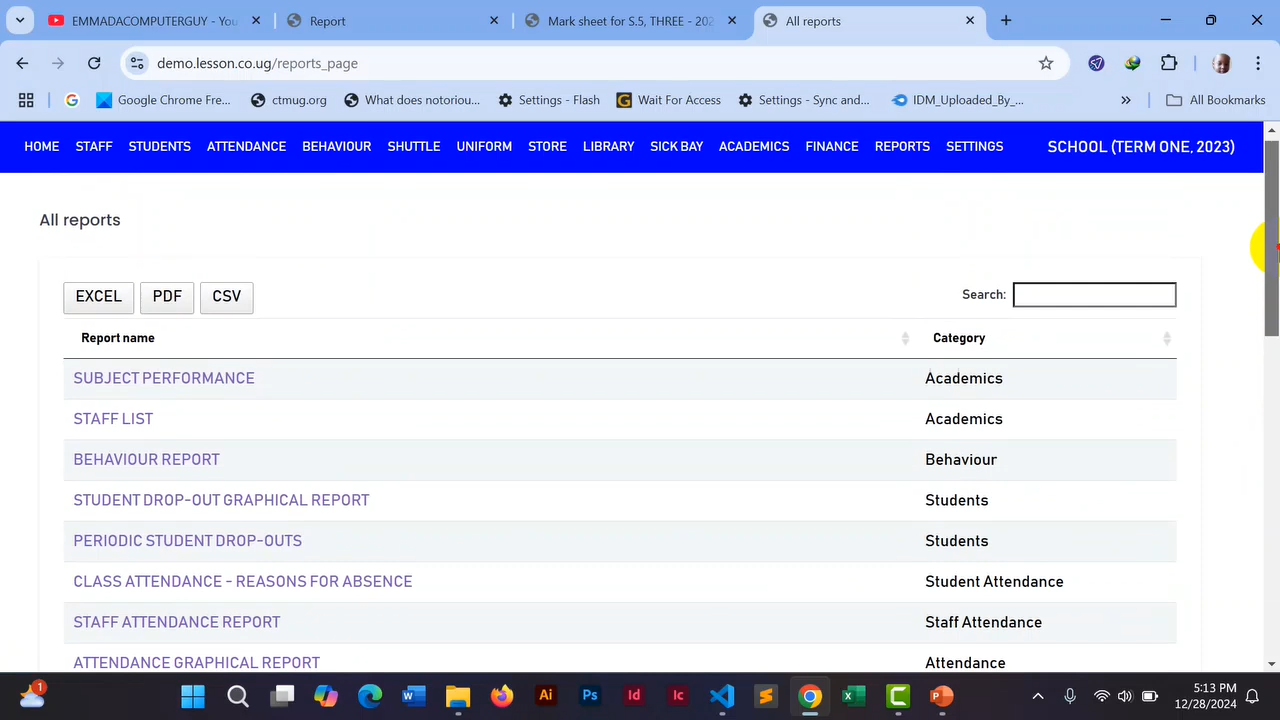 EMMADACOMPUTERGUY - You
Report
Mark sheet for S.5, THREE - 202
All reports
demo.lesson.co.ug/reports_page
Google Chrome Fre...
ctmug.org
What does notoriou...
Settings - Flash
Wait For Access
Settings - Sync and...
IDM_Uploaded_By_...
All Bookmarks
HOME STAFF STUDENTS ATTENDANCE BEHAVIOUR SHUTTLE UNIFORM STORE LIBRARY SICK BAY ACADEMICS FINANCE REPORTS SETTINGS SCHOOL (TERM ONE, 2023)
All reports
EXCEL PDF CSV Search:
Report name Category
SUBJECT PERFORMANCE Academics
STAFF LIST Academics
BEHAVIOUR REPORT Behaviour
STUDENT DROP-OUT GRAPHICAL REPORT Students
PERIODIC STUDENT DROP-OUTS Students
CLASS ATTENDANCE - REASONS FOR ABSENCE Student Attendance
STAFF ATTENDANCE REPORT Staff Attendance
ATTENDANCE GRAPHICAL REPORT Attendance
1
5:13 PM
12/28/2024